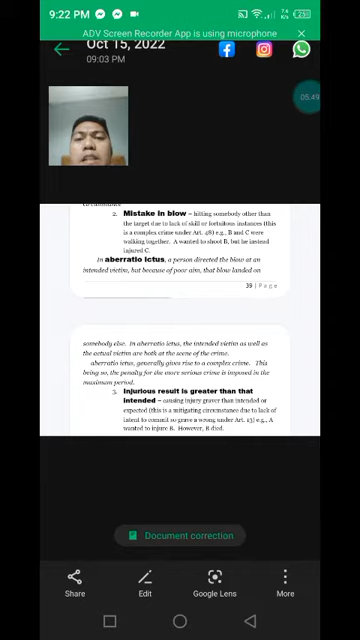 9:22 PM
7.6
K/s
25
ADV Screen Recorder App is using microphone
Oct 15, 2022
09:03 PM
05:49
2. Mistake in blow – hitting somebody other than
the target due to lack of skill or fortuitous instances (this
is a complex crime under Art. 48) e.g., B and C were
walking together. A wanted to shoot B, but he instead
injured C.
In aberratio ictus, a person directed the blow at an
intended victim, but because of poor aim, that blow landed on
39 | Page
somebody else. In aberratio ictus, the intended victim as well as
the actual victim are both at the scene of the crime.
aberratio ictus, generally gives rise to a complex crime. This
being so, the penalty for the more serious crime is imposed in the
maximum period.
3. Injurious result is greater than that
intended – causing injury graver than intended or
expected (this is a mitigating circumstance due to lack of
intent to commit so grave a wrong under Art. 13) e.g., A
wanted to injure B. However, B died.
Document correction
Share
Edit
Google Lens
More